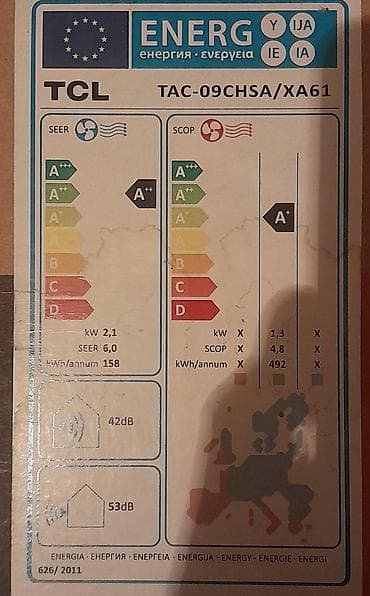 ENERG Y IJA
енергия · ενεργεια IE IA
TCL TAC-09CHSA/XA61
SEER SCOP
A+++ A+++
A++ A++ A++
A+ A+ A+
B B
C C
D D
kW 2,1 kW X 1,3 X
SEER 6,0 SCOP X 4,8 X
kWh/annum 158 kWh/annum X 492 X
42dB
53dB
ENERGIA · ЕНЕРГИЯ · ΕΝΕΡΓΕΙΑ · ENERGIJA · ENERGY · ENERGIE · ENERGI
626/ 2011